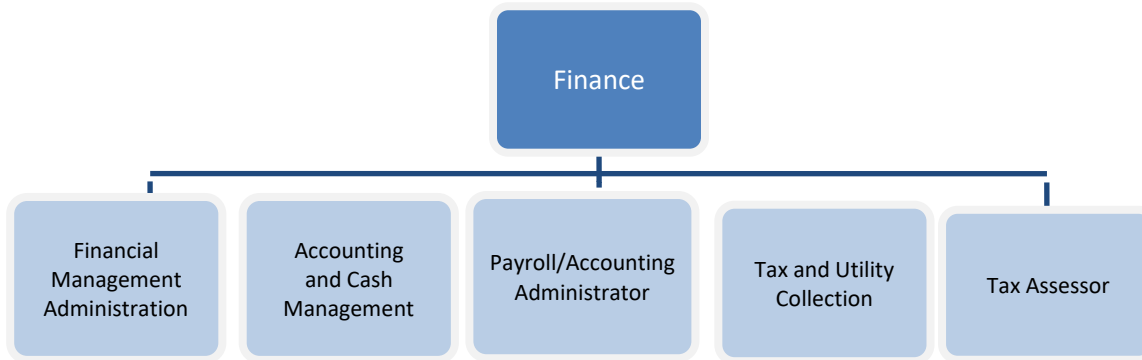 Finance
Financial
Management
Administration
Accounting
and Cash
Management
Payroll/Accounting
Administrator
Tax and Utility
Collection
Tax Assessor